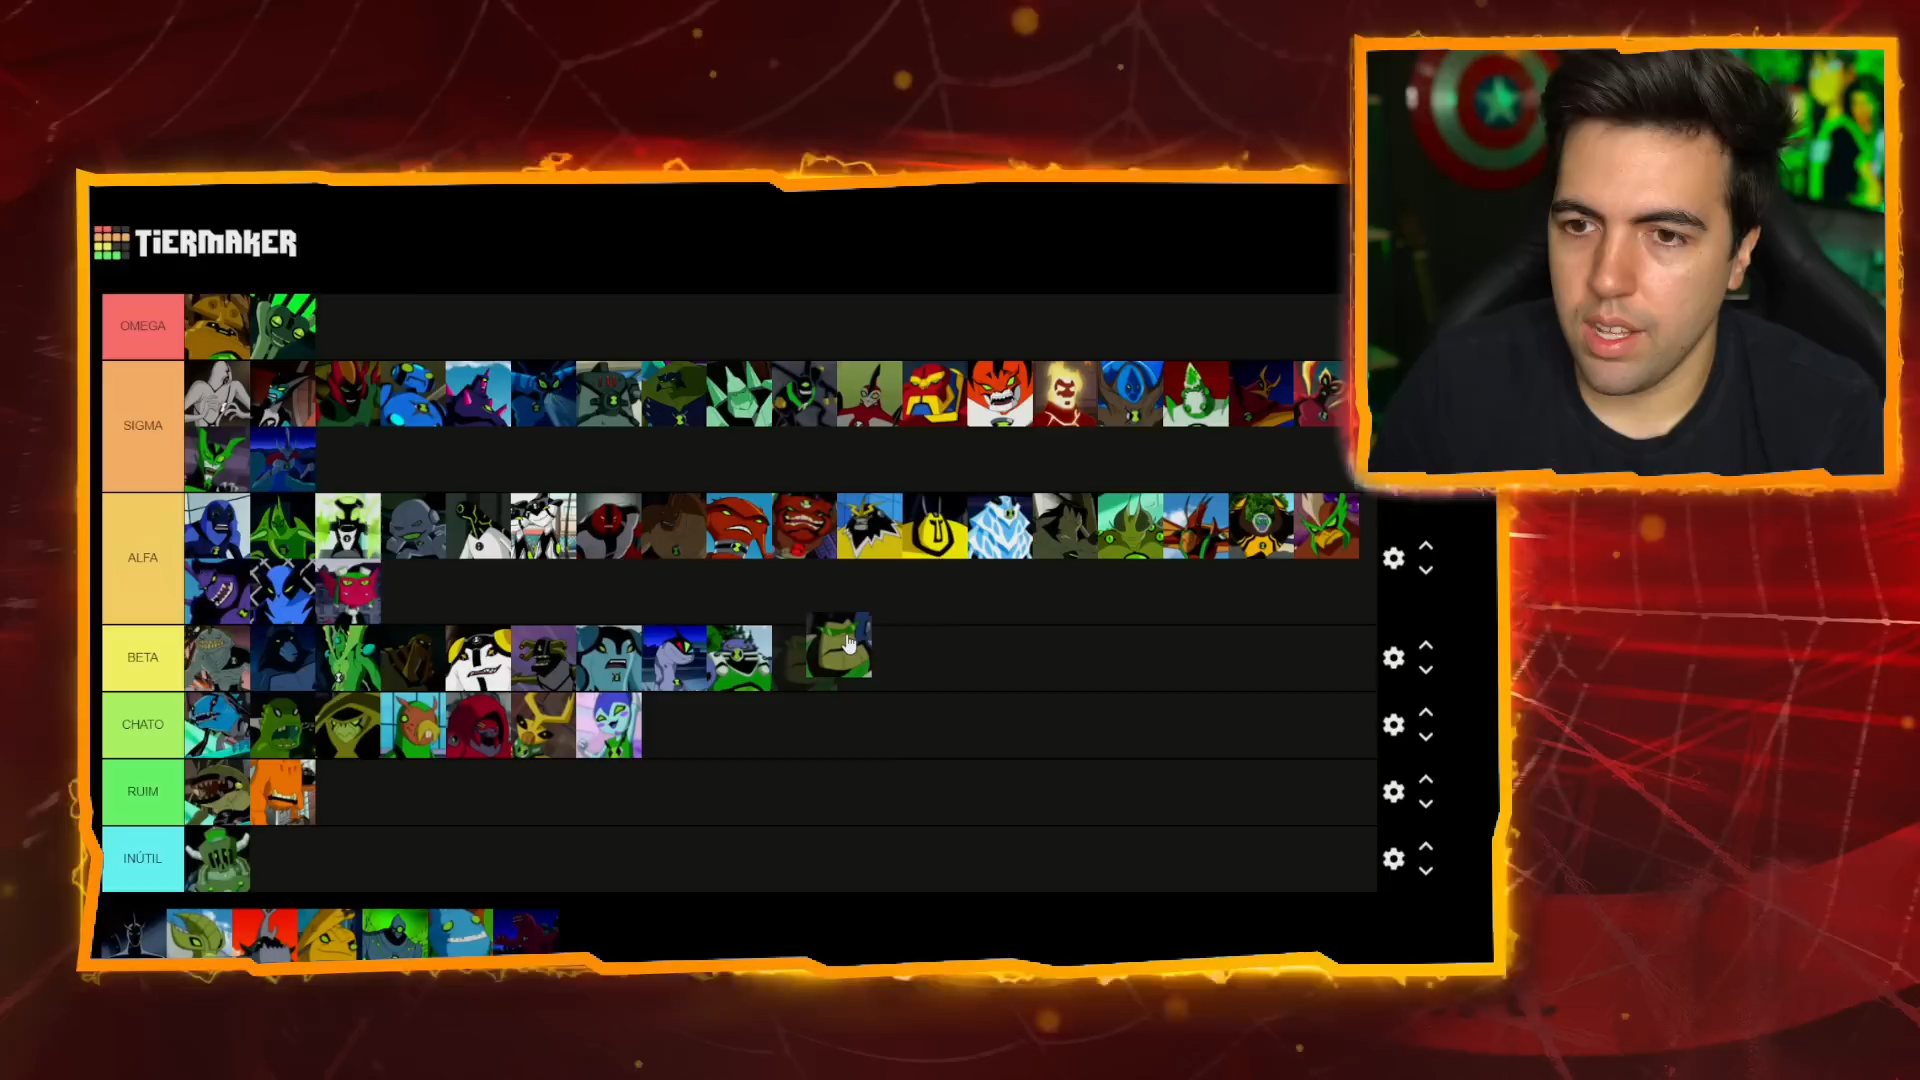 TiERMAKER
OMEGA
SIGMA
ALFA
BETA
CHATO
RUIM
INÚTIL